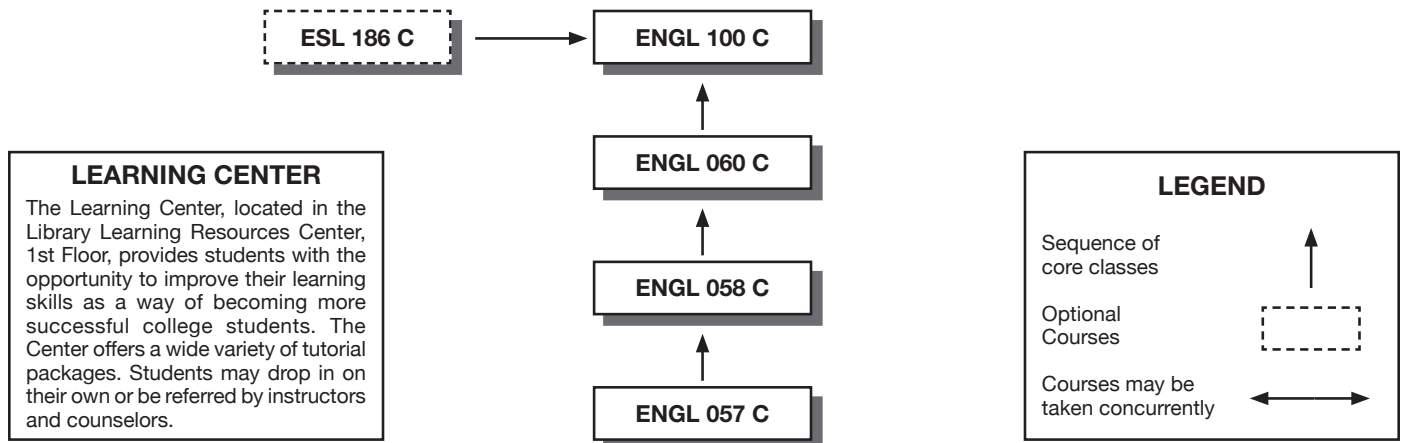 ESL 186 C
ENGL 100 C
ENGL 060 C
ENGL 058 C
ENGL 057 C
LEARNING CENTER
The Learning Center, located in the
Library Learning Resources Center,
1st Floor, provides students with the
opportunity to improve their learning
skills as a way of becoming more
successful college students. The
Center offers a wide variety of tutorial
packages. Students may drop in on
their own or be referred by instructors
and counselors.
LEGEND
Sequence of
core classes
Optional
Courses
Courses may be
taken concurrently